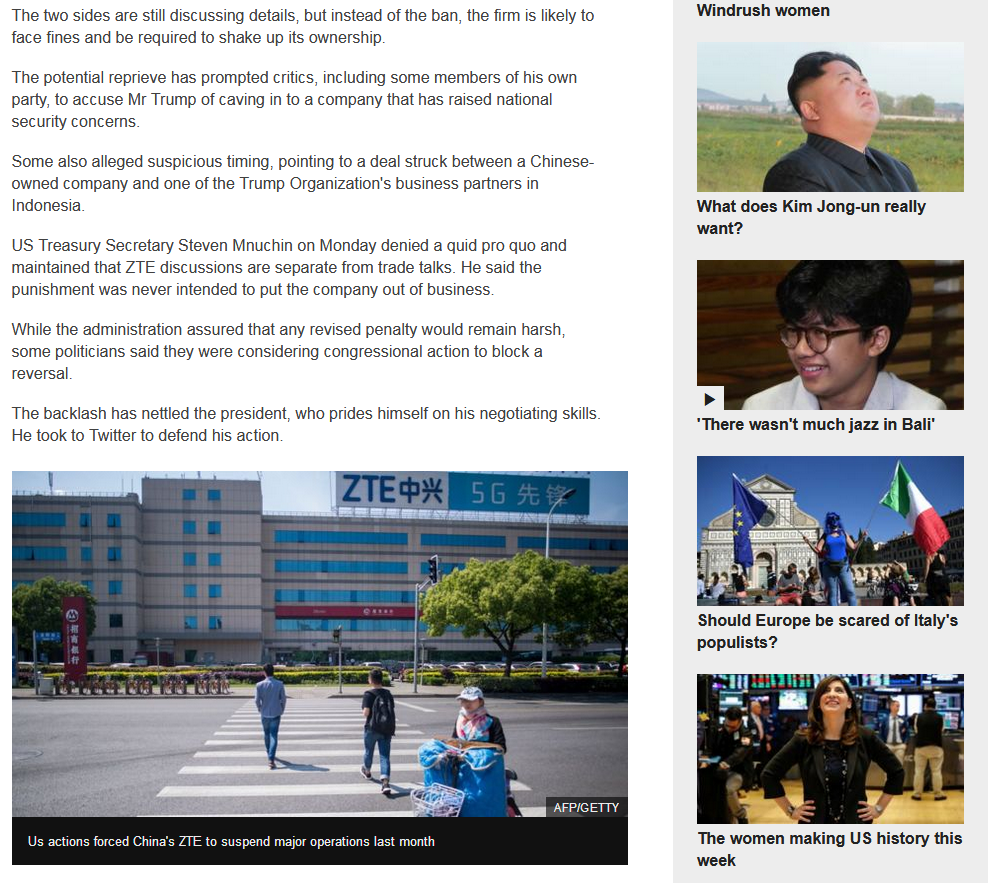 The two sides are still discussing details, but instead of the ban, the firm is likely to
face fines and be required to shake up its ownership.
The potential reprieve has prompted critics, including some members of his own
party, to accuse Mr Trump of caving in to a company that has raised national
security concerns.
Some also alleged suspicious timing, pointing to a deal struck between a Chinese-
owned company and one of the Trump Organization's business partners in
Indonesia.
US Treasury Secretary Steven Mnuchin on Monday denied a quid pro quo and
maintained that ZTE discussions are separate from trade talks. He said the
punishment was never intended to put the company out of business.
While the administration assured that any revised penalty would remain harsh,
some politicians said they were considering congressional action to block a
reversal.
The backlash has nettled the president, who prides himself on his negotiating skills.
He took to Twitter to defend his action.
ZTE中兴 5G 先锋
招商银行
AFP/GETTY
Us actions forced China's ZTE to suspend major operations last month
Windrush women
What does Kim Jong-un really
want?
'There wasn't much jazz in Bali'
Should Europe be scared of Italy's
populists?
The women making US history this
week